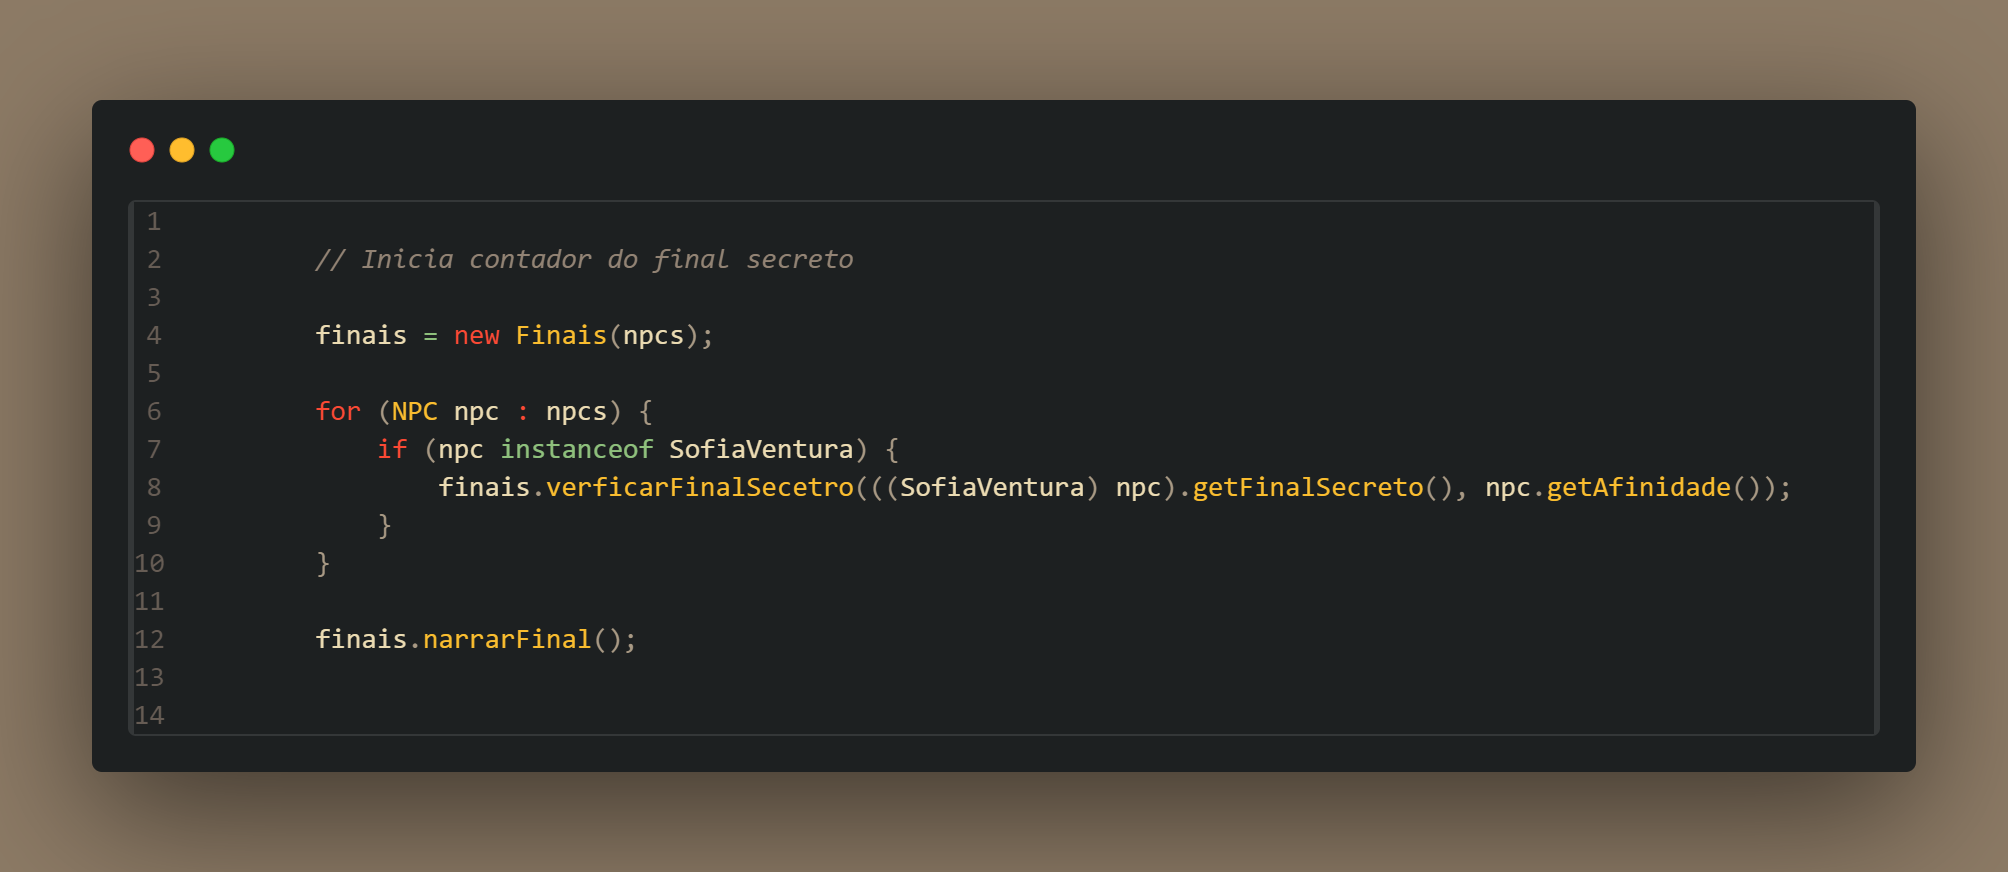 1
2 // Inicia contador do final secreto
3
4 finais = new Finais(npcs);
5
6 for (NPC npc : npcs) {
7 if (npc instanceof SofiaVentura) {
8 finais.verficarFinalSecetro(((SofiaVentura) npc).getFinalSecreto(), npc.getAfinidade());
9 }
10 }
11
12 finais.narrarFinal();
13
14